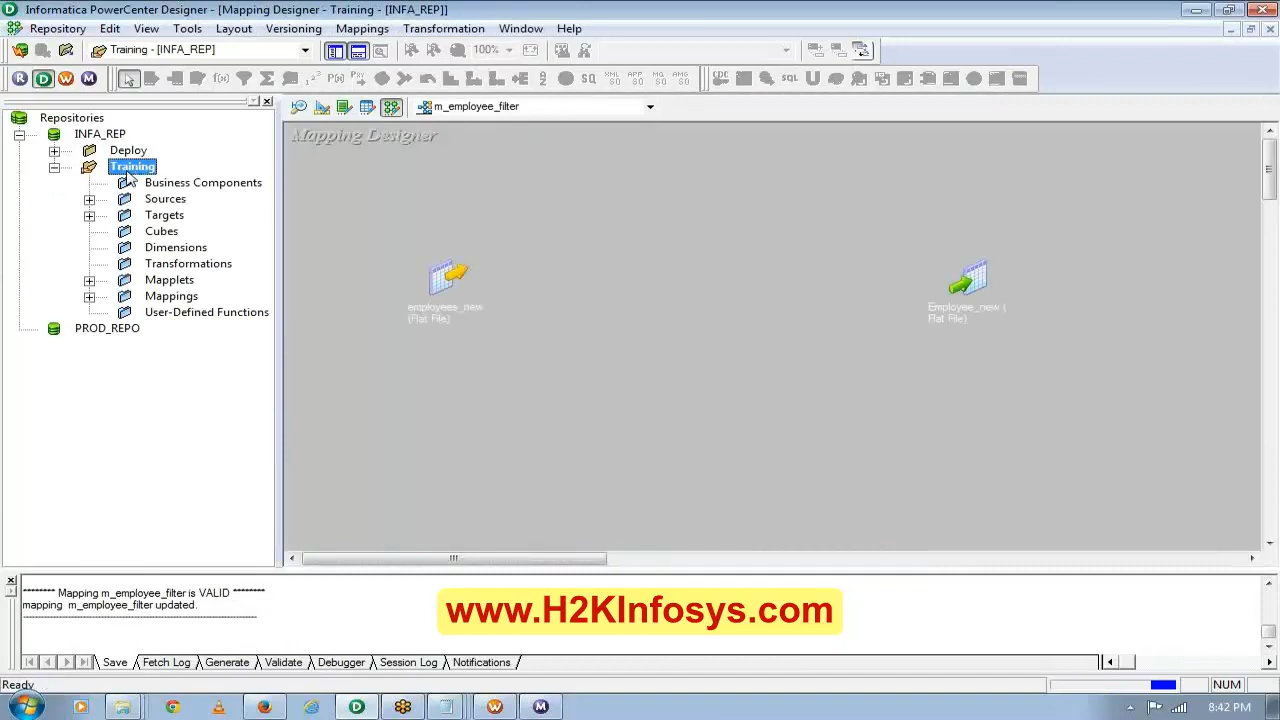 Informatica PowerCenter Designer - [Mapping Designer - Training - [INFA_REP]]
Repository Edit View Tools Layout Versioning Mappings Transformation Window Help
Training - [INFA_REP]
100%
R D W M
m_employee_filter
Mapping Designer
Repositories
INFA_REP
Deploy
Training
Business Components
Sources
Targets
Cubes
Dimensions
Transformations
Mapplets
Mappings
User-Defined Functions
PROD_REPO
employees_new
(Flat File)
Employee_new (
Flat File)
******** Mapping m_employee_filter is VALID ********
mapping m_employee_filter updated.
www.H2KInfosys.com
Save Fetch Log Generate Validate Debugger Session Log Notifications
Ready
NUM
8:42 PM